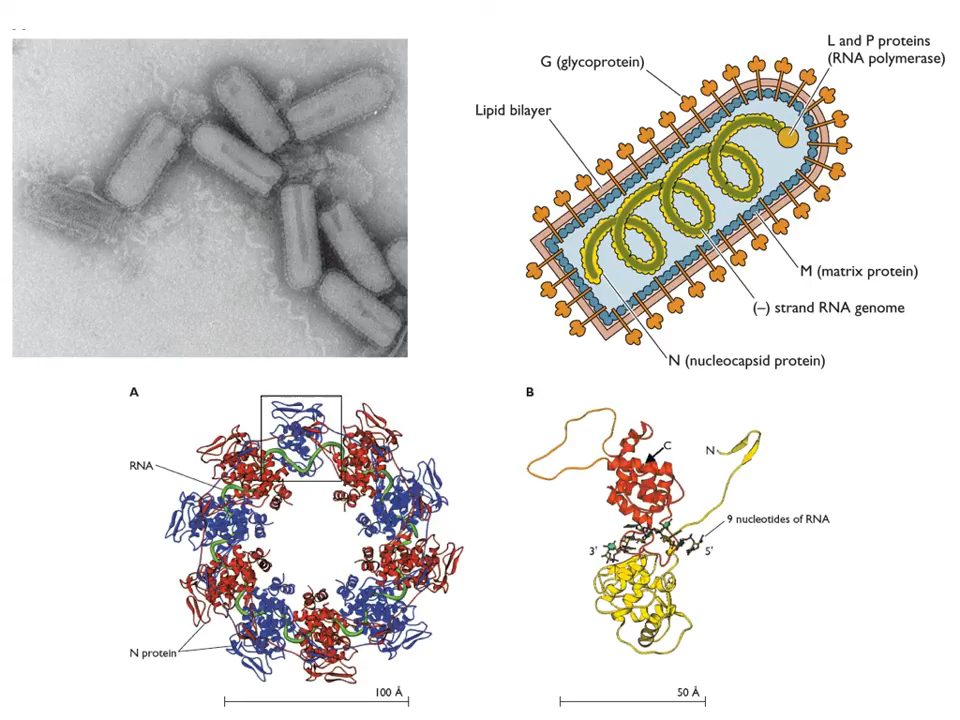 L and P proteins
(RNA polymerase)
G (glycoprotein)
Lipid bilayer
M (matrix protein)
(–) strand RNA genome
N (nucleocapsid protein)
A
RNA
N protein
100 Å
B
C
N
9 nucleotides of RNA
3'
5'
50 Å